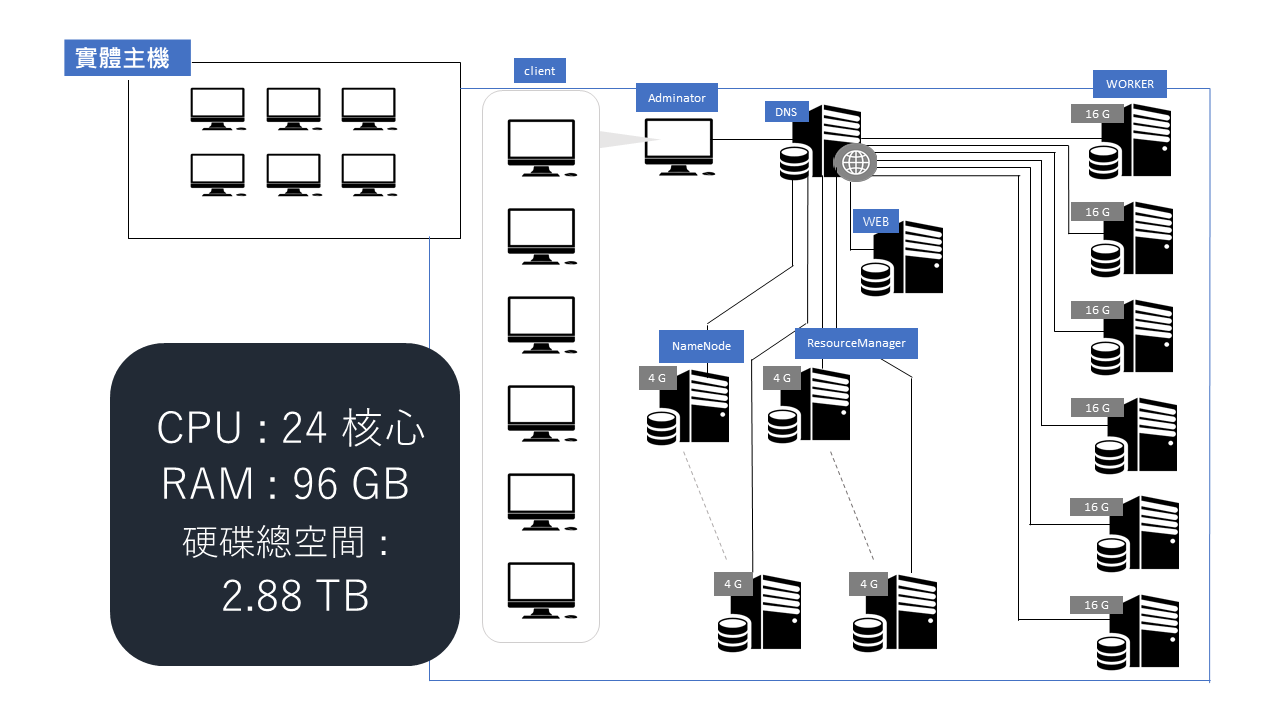 實體主機
client
Adminator
DNS
WORKER
16 G
16 G
WEB
16 G
NameNode
ResourceManager
4 G
4 G
16 G
CPU : 24 核心
RAM : 96 GB
硬碟總空間 :
2.88 TB
16 G
4 G
4 G
16 G